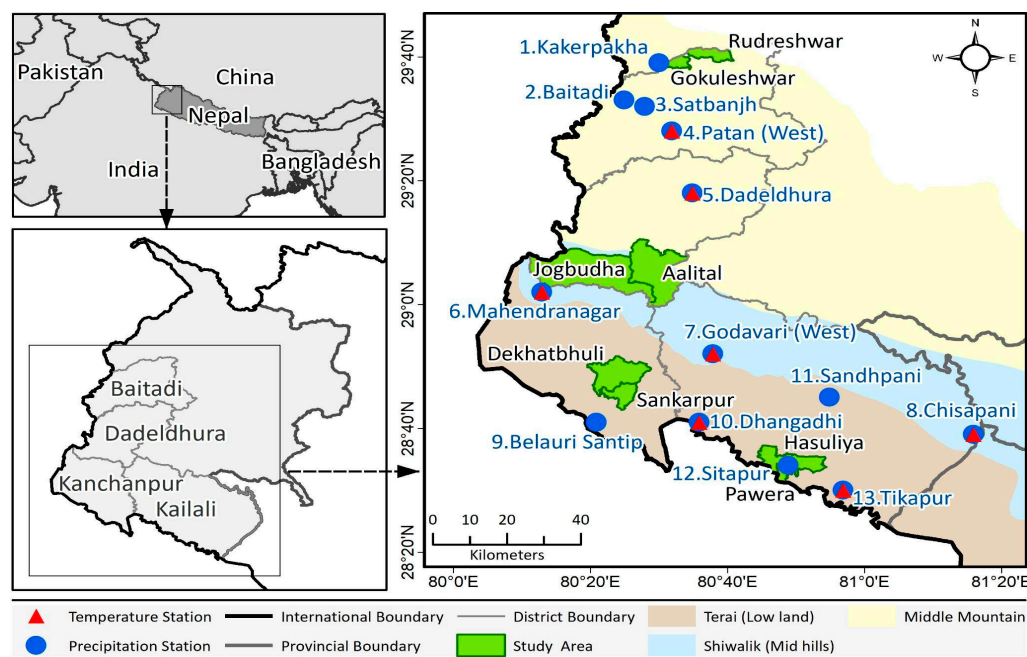 Pakistan
China
Nepal
India
Bangladesh
Baitadi
Dadeldhura
Kanchanpur
Kailali
29°40'N
29°20'N
29°0'N
28°40'N
28°20'N
80°0'E
80°20'E
80°40'E
81°0'E
81°20'E
N
W
E
S
1.Kakerpakha
Rudreshwar
Gokuleshwar
2.Baitadi
3.Satbanjh
4.Patan (West)
5.Dadeldhura
Jogbudha
Aalital
6.Mahendranagar
7.Godavari (West)
Dekhatbhuli
11.Sandhpani
Sankarpur
8.Chisapani
9.Belauri Santip
10.Dhangadhi
Hasuliya
12.Sitapur
Pawera
13.Tikapur
0 10 20 40
Kilometers
Temperature Station
International Boundary
District Boundary
Terai (Low land)
Middle Mountain
Precipitation Station
Provincial Boundary
Study Area
Shiwalik (Mid hills)